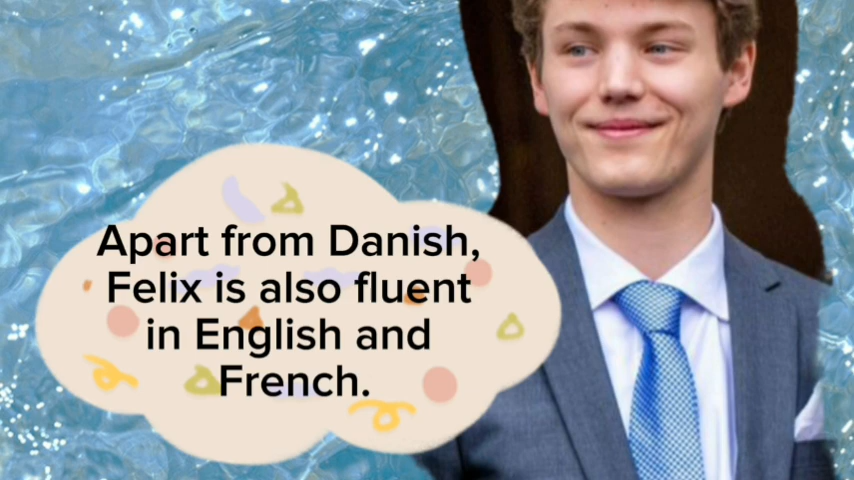 Apart from Danish,
Felix is also fluent
in English and
French.